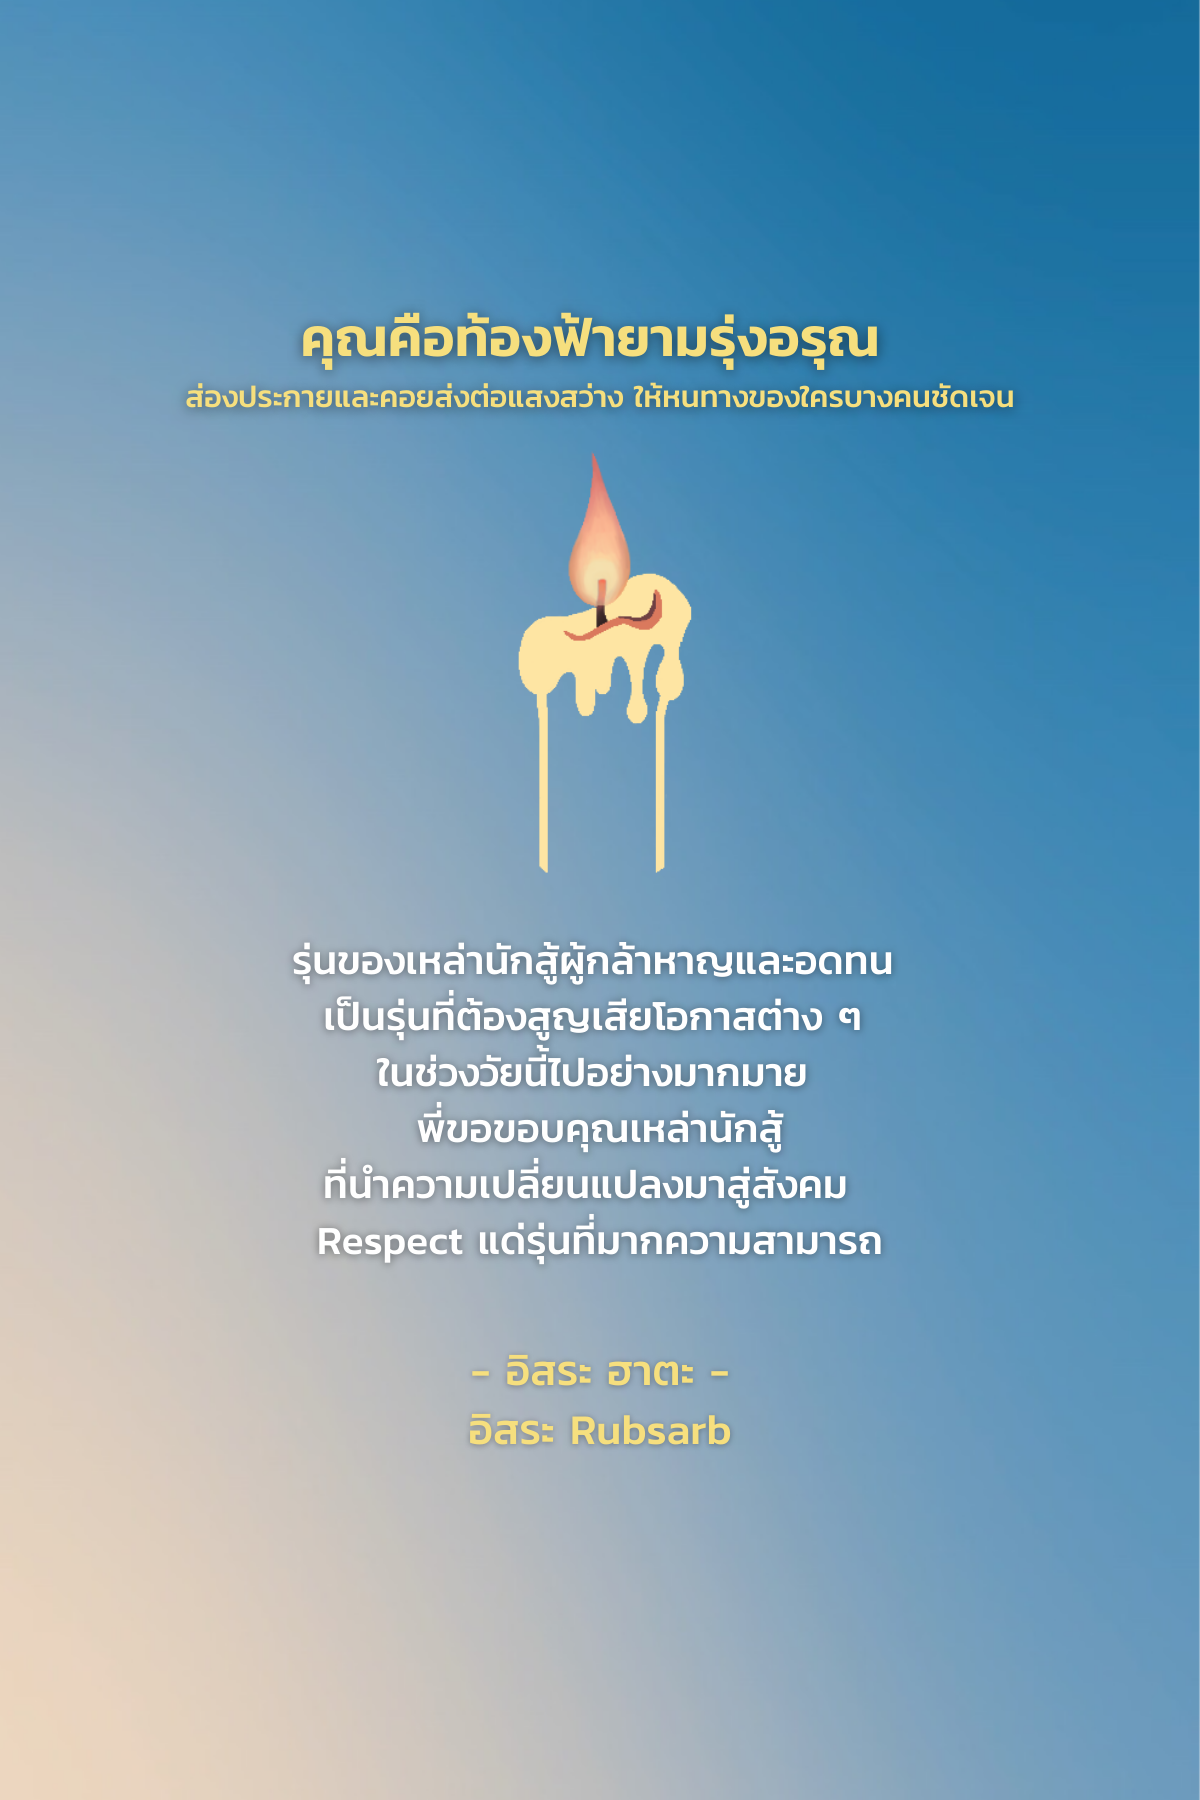 คุณคือท้องฟ้ายามรุ่งอรุณ
ส่องประกายและคอยส่งต่อแสงสว่าง ให้หนทางของใครบางคนชัดเจน
รุ่นของเหล่านักสู้ผู้กล้าหาญและอดทน
เป็นรุ่นที่ต้องสูญเสียโอกาสต่าง ๆ
ในช่วงวัยนี้ไปอย่างมากมาย
พี่ขอขอบคุณเหล่านักสู้
ที่นำความเปลี่ยนแปลงมาสู่สังคม
Respect แด่รุ่นที่มากความสามารถ
- อิสระ ฮาตะ -
อิสระ Rubsarb